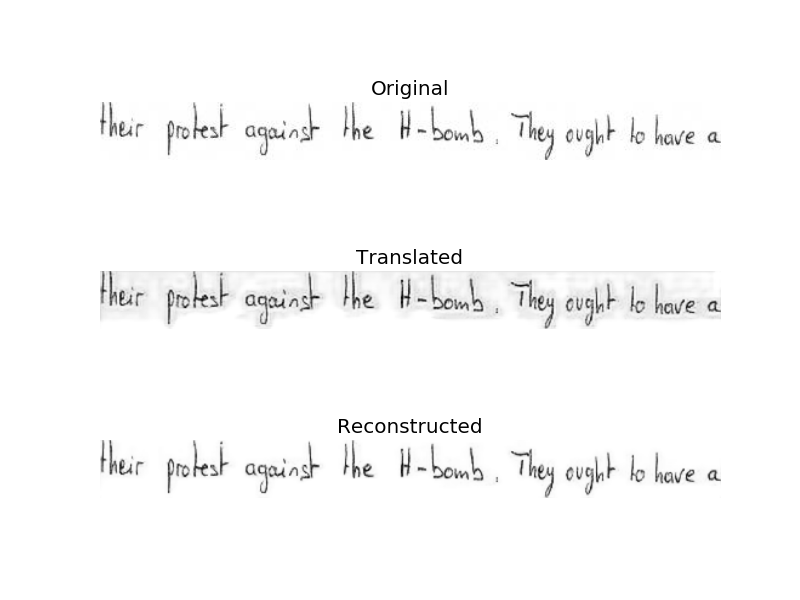 Original
their protest against the H-bomb. They ought to have a
Translated
their protest against the H-bomb. They ought to have a
Reconstructed
their protest against the H-bomb. They ought to have a